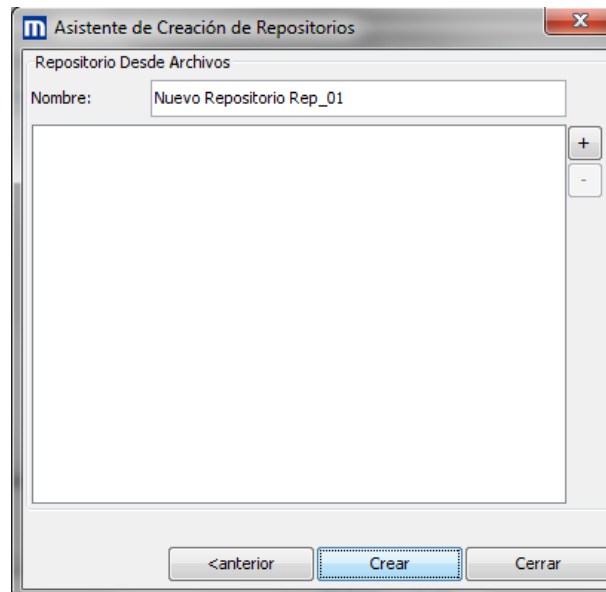 m Asistente de Creación de Repositorios
Repositorio Desde Archivos
Nombre: Nuevo Repositorio Rep_01
+
-
<anterior Crear Cerrar